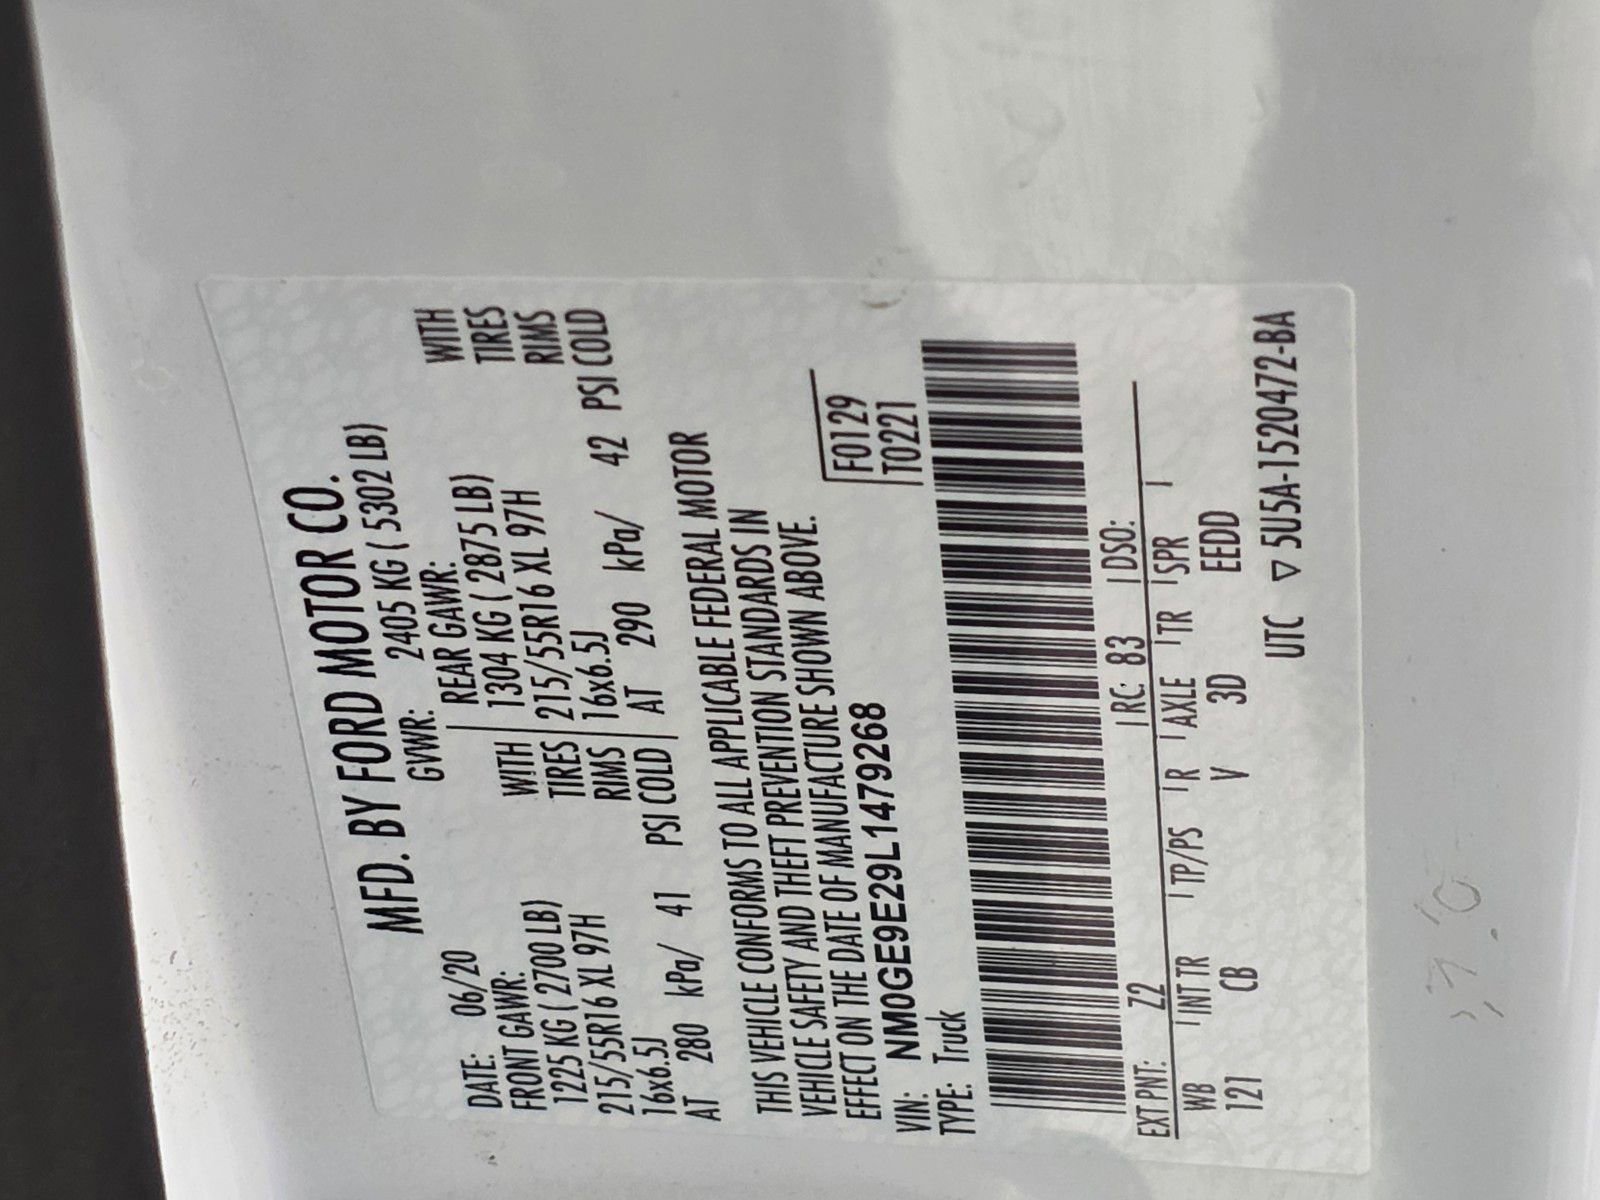 MFD. BY FORD MOTOR CO.
DATE: 06/20 GVWR: 2405 KG ( 5302 LB)
FRONT GAWR: REAR GAWR:
1225 KG ( 2700 LB) WITH 1304 KG ( 2875 LB) WITH
215/55R16 XL 97H TIRES 215/55R16 XL 97H TIRES
16x6.5J RIMS 16x6.5J RIMS
AT 280 kPa/ 41 PSI COLD AT 290 kPa/ 42 PSI COLD
THIS VEHICLE CONFORMS TO ALL APPLICABLE FEDERAL MOTOR
VEHICLE SAFETY AND THEFT PREVENTION STANDARDS IN
EFFECT ON THE DATE OF MANUFACTURE SHOWN ABOVE.
VIN: NM0GE9E29L1479268 F0129
TYPE: Truck T0221
EXT PNT: Z2 RC: 83 DSO:
WB INT TR TP/PS R AXLE TR SPR
121 CB V 3D EEDD
UTC ▽ 5U5A-1520472-BA